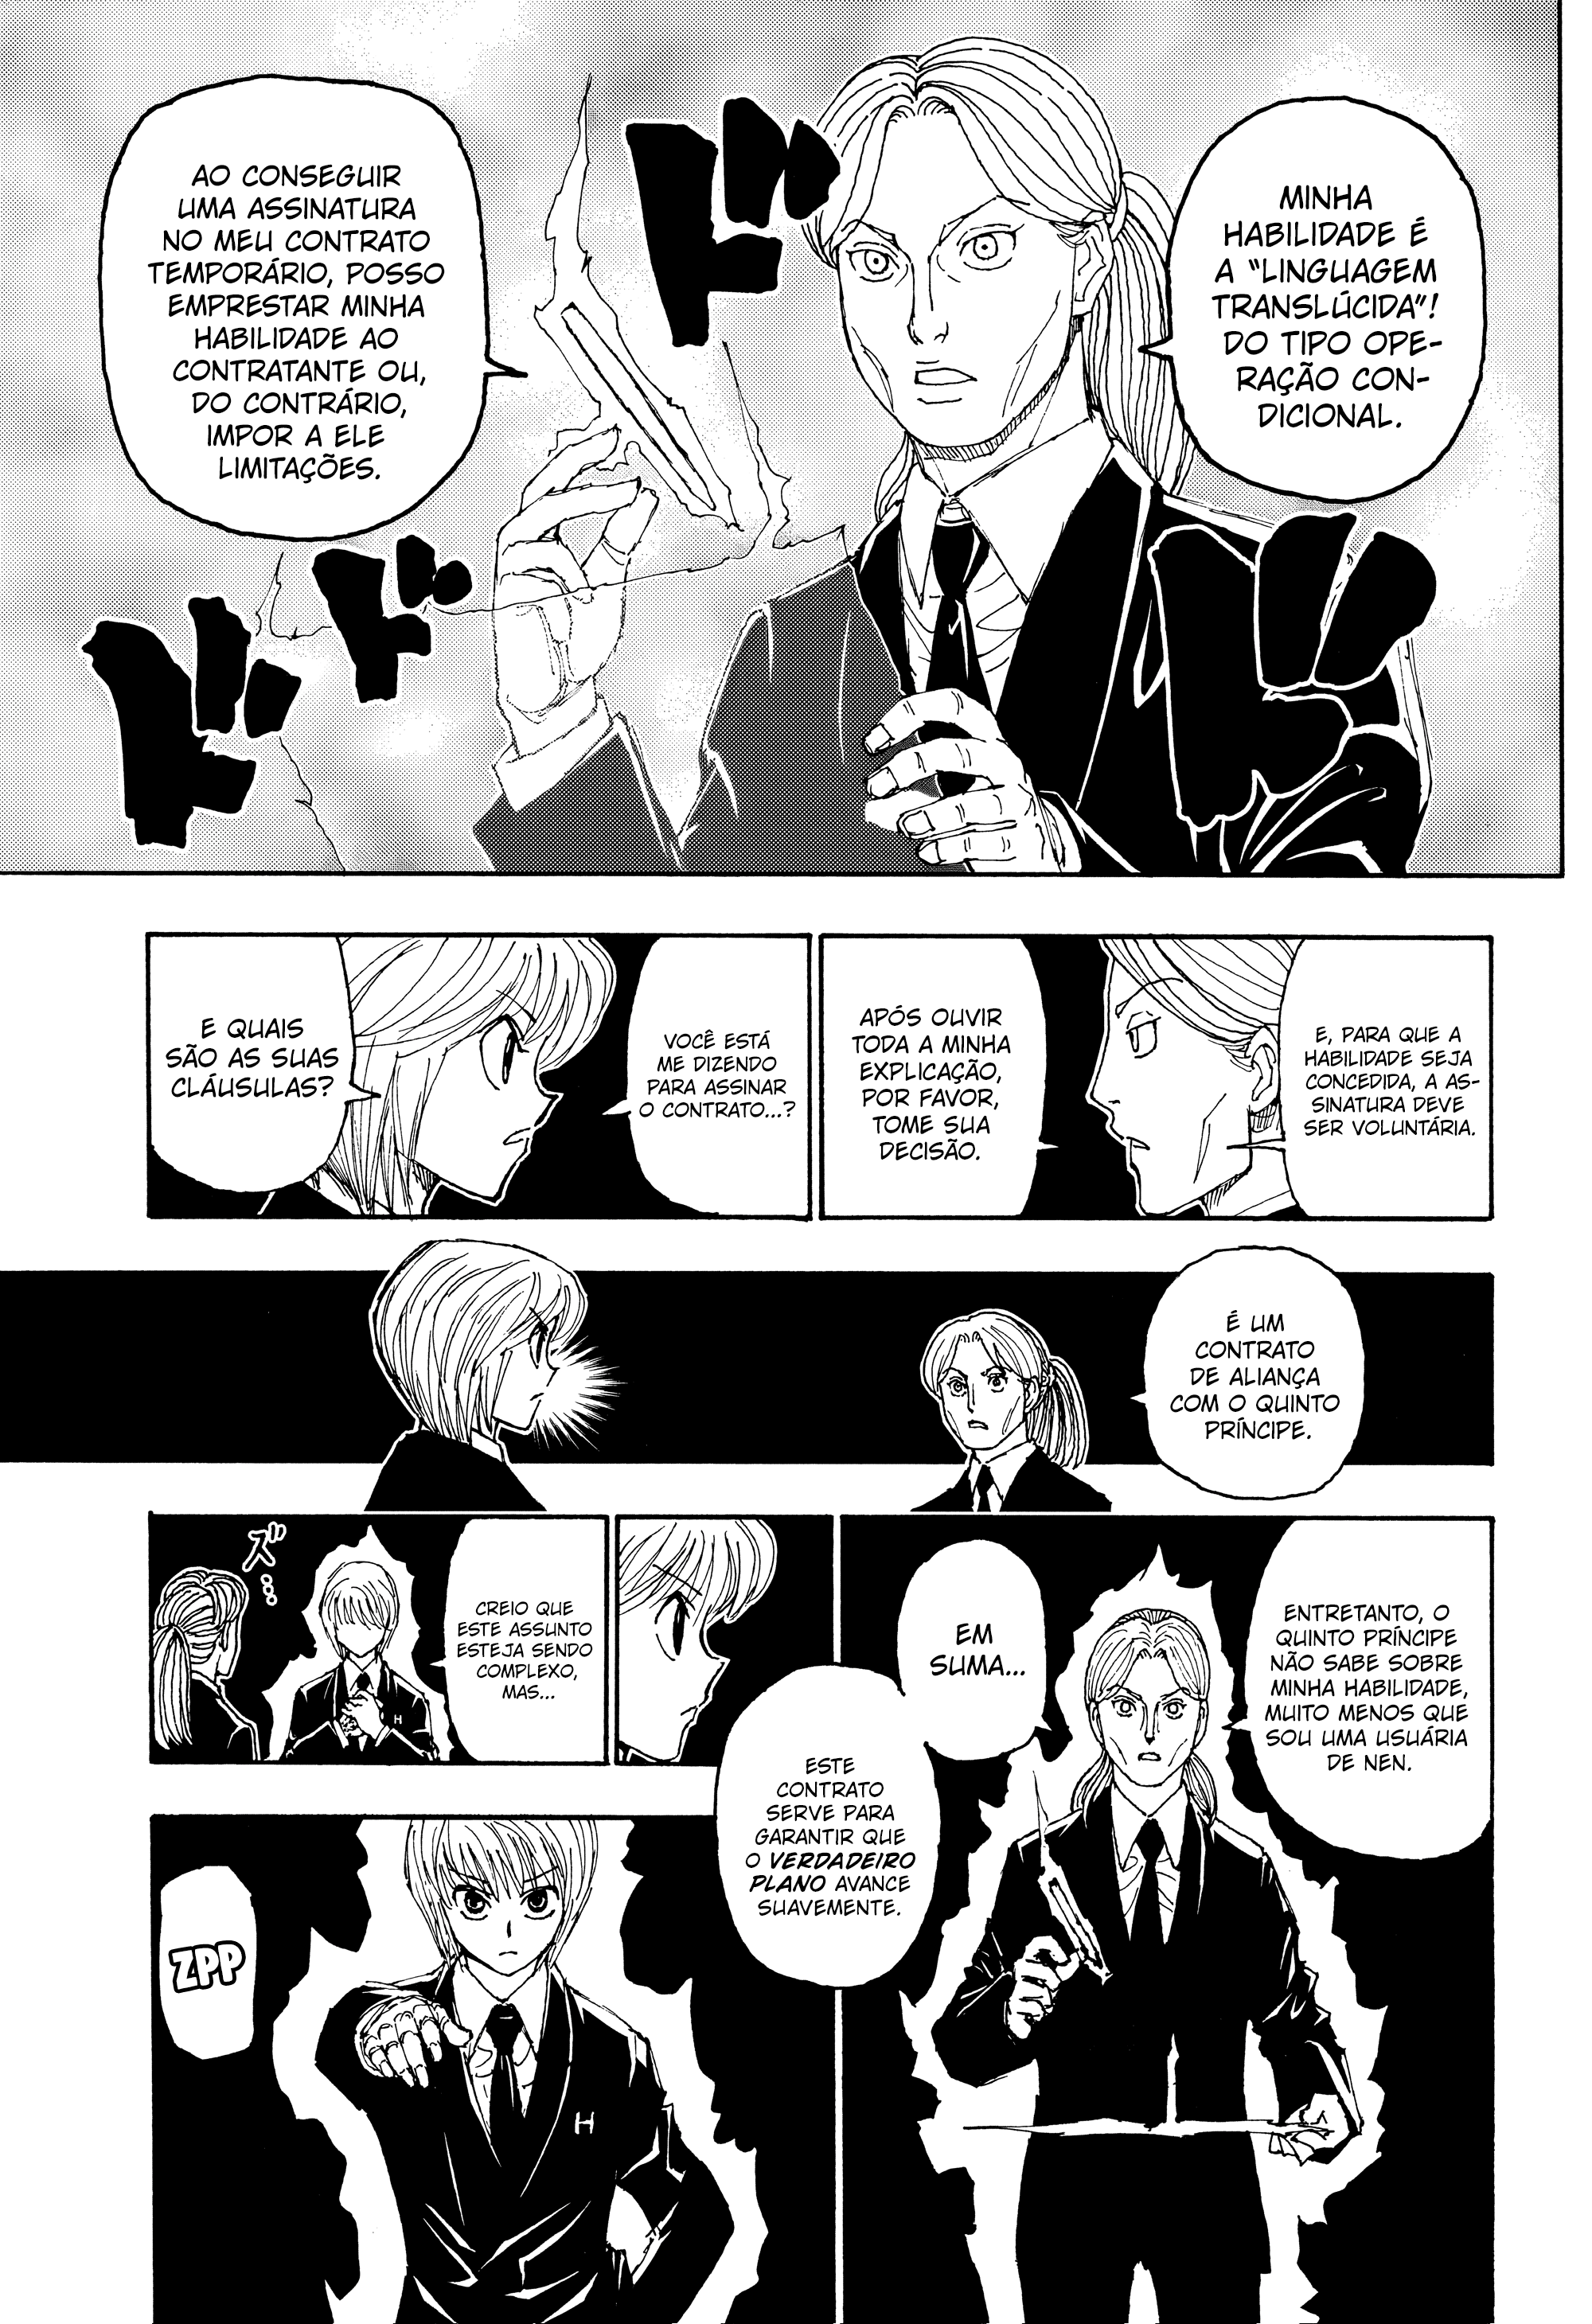 MINHA
HABILIDADE É
A “LINGUAGEM
TRANSLÚCIDA”!
DO TIPO OPE-
RAÇÃO CON-
DICIONAL.
ドドド
AO CONSEGUIR
UMA ASSINATURA
NO MEU CONTRATO
TEMPORÁRIO, POSSO
EMPRESTAR MINHA
HABILIDADE AO
CONTRATANTE OU,
DO CONTRÁRIO,
IMPOR A ELE
LIMITAÇÕES.
E, PARA QUE A
HABILIDADE SEJA
CONCEDIDA, A AS-
SINATURA DEVE
SER VOLUNTÁRIA.
APÓS OUVIR
TODA A MINHA
EXPLICAÇÃO,
POR FAVOR,
TOME SUA
DECISÃO.
VOCÊ ESTÁ
ME DIZENDO
PARA ASSINAR
O CONTRATO...?
E QUAIS
SÃO AS SUAS
CLÁUSULAS?
É UM
CONTRATO
DE ALIANÇA
COM O QUINTO
PRÍNCIPE.
ENTRETANTO, O
QUINTO PRÍNCIPE
NÃO SABE SOBRE
MINHA HABILIDADE,
MUITO MENOS QUE
SOU UMA USUÁRIA
DE NEN.
EM
SUMA...
ESTE
CONTRATO
SERVE PARA
GARANTIR QUE
O VERDADEIRO
PLANO AVANCE
SUAVEMENTE.
CREIO QUE
ESTE ASSUNTO
ESTEJA SENDO
COMPLEXO,
MAS...
ズ…
H
ZPP
H